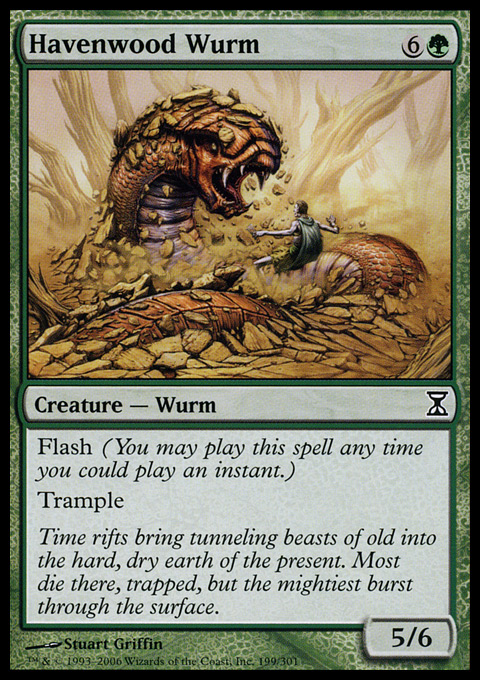 Havenwood Wurm 6
Creature — Wurm
Flash (You may play this spell any time
you could play an instant.)
Trample
Time rifts bring tunneling beasts of old into
the hard, dry earth of the present. Most
die there, trapped, but the mightiest burst
through the surface.
Stuart Griffin
5/6
™ & © 1993–2006 Wizards of the Coast, Inc. 199/301